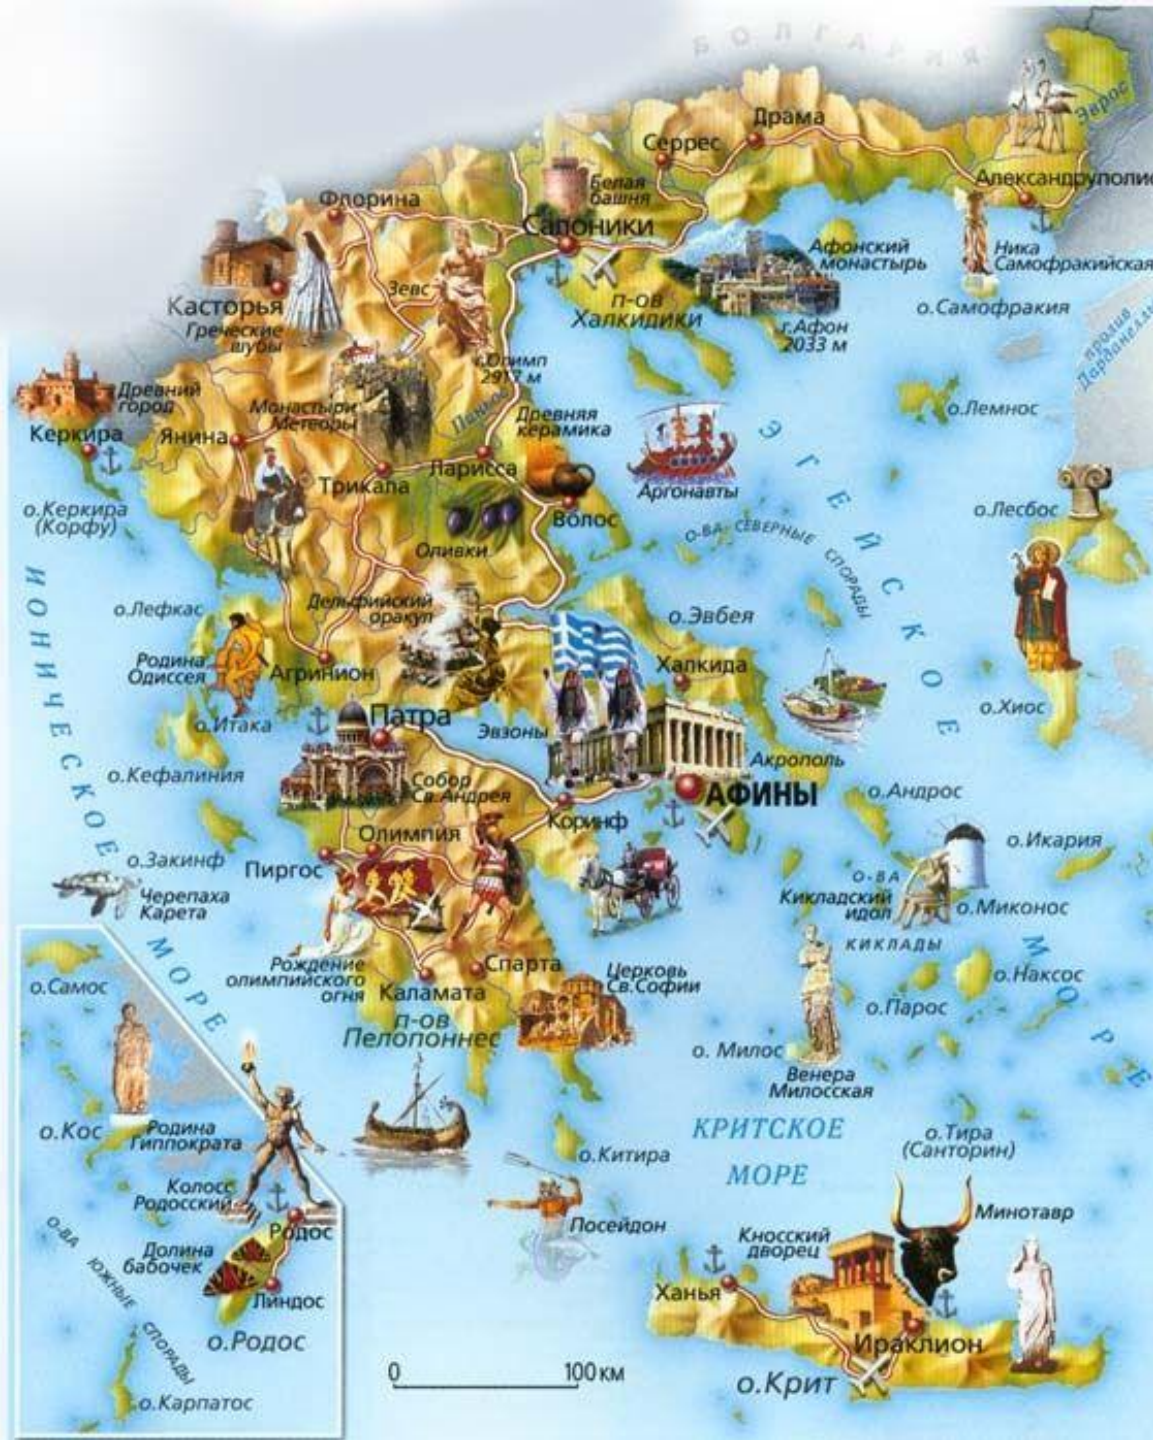 БОЛГАРИЯ
Эврос
Драма
Серрес
Александруполис
Белая
башня
Флорина
Салоники
Афонский
монастырь
Ника
Самофракийская
Зевс
Касторья
Греческие
шубы
п-ов
Халкидики
о.Самофракия
г.Афон
2033 м
пролив
Дарданеллы
г.Олимп
2917 м
Древний
город
Монастыри
Метеоры
Древняя
керамика
о.Лемнос
Керкира
Янина
Ларисса
Трикала
Аргонавты
о.Лесбос
о.Керкира
(Корфу)
Волос
Оливки
О-ВА СЕВЕРНЫЕ СПОРАДЫ
ЭГЕЙСКОЕ МОРЕ
ИОНИЧЕСКОЕ МОРЕ
о.Лефкас
Дельфийский
оракул
о.Эвбея
Родина
Одиссея
Агринион
Халкида
о.Итака
Патра
Эвзоны
о.Хиос
о.Кефалиния
Собор
Св.Андрея
Акрополь
АФИНЫ
о.Андрос
Коринф
Олимпия
о.Закинф
Пиргос
о.Икария
Черепаха
Карета
Кикладский
идол
о.Миконос
О-ВА
КИКЛАДЫ
Рождение
олимпийского
огня
Спарта
Каламата
Церковь
Св.Софии
о.Наксос
о.Парос
п-ов
Пелопоннес
о. Милос
Венера
Милосская
о.Самос
о.Кос
Родина
Гиппократа
КРИТСКОЕ
МОРЕ
о.Тира
(Санторин)
о.Китира
Колосс
Родосский
Родос
Посейдон
Минотавр
Кносский
дворец
Долина
бабочек
Линдос
Ханья
о.Родос
О-ВА ЮЖНЫЕ СПОРАДЫ
Ираклион
о.Крит
о.Карпатос
0 100 км